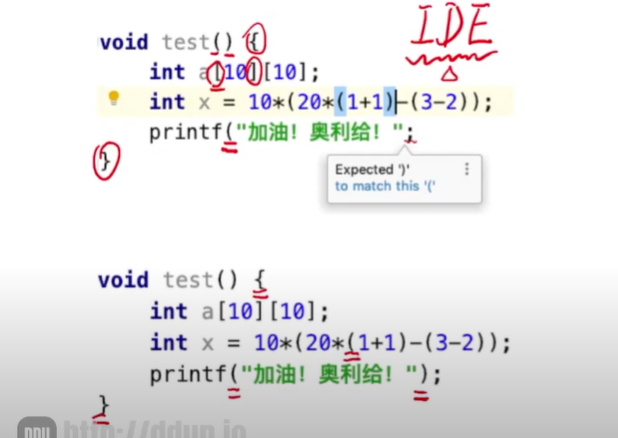 IDE
void test() {
int a[10][10];
int x = 10*(20*(1+1)-(3-2));
printf("加油! 奥利给! ";
}
Expected ')'
to match this '('
void test() {
int a[10][10];
int x = 10*(20*(1+1)-(3-2));
printf("加油! 奥利给! ");
}
http://ddup.io